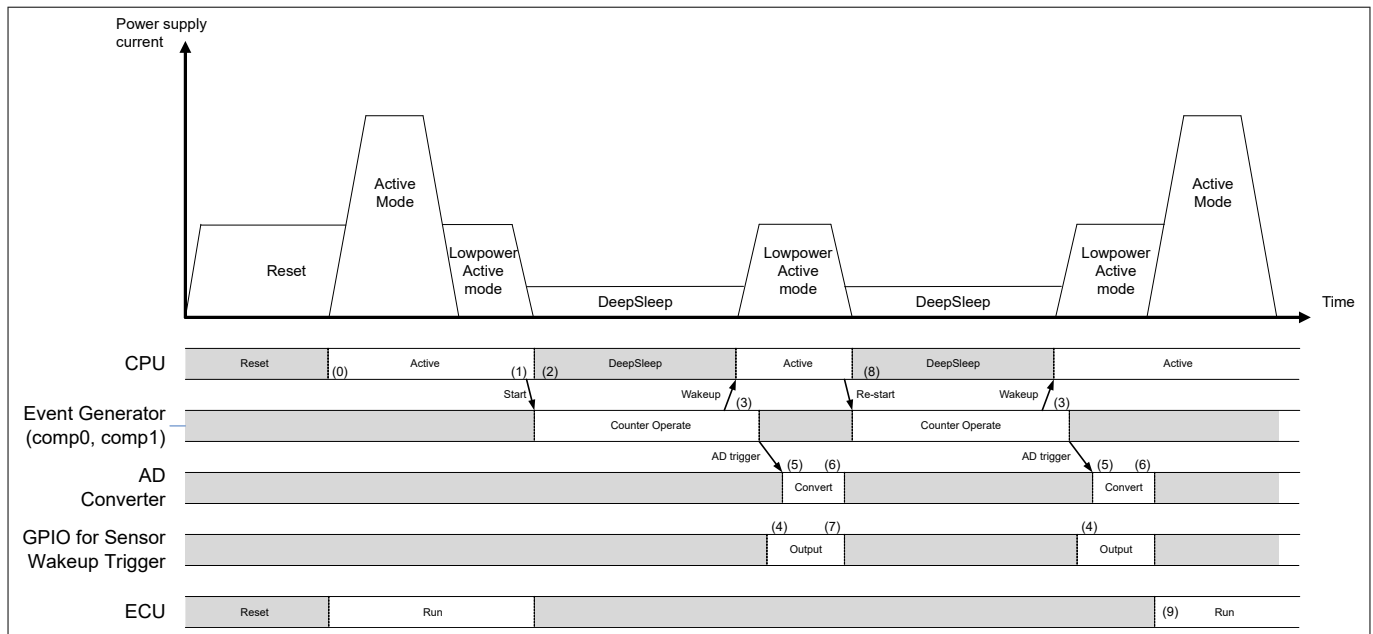 Power supply
current
Active
Mode
Active
Mode
Reset
Lowpower
Active
mode
Lowpower
Active
mode
Lowpower
Active
mode
DeepSleep
DeepSleep
Time
CPU
Reset
(0)
Active
(1)
(2)
DeepSleep
Active
(8)
DeepSleep
Active
Start
Wakeup
(3)
Re-start
Wakeup
(3)
Event Generator
(comp0, comp1)
Counter Operate
Counter Operate
AD trigger
(5)
(6)
AD trigger
(5)
(6)
AD
Converter
Convert
Convert
(4)
(7)
(4)
GPIO for Sensor
Wakeup Trigger
Output
Output
ECU
Reset
Run
(9)
Run